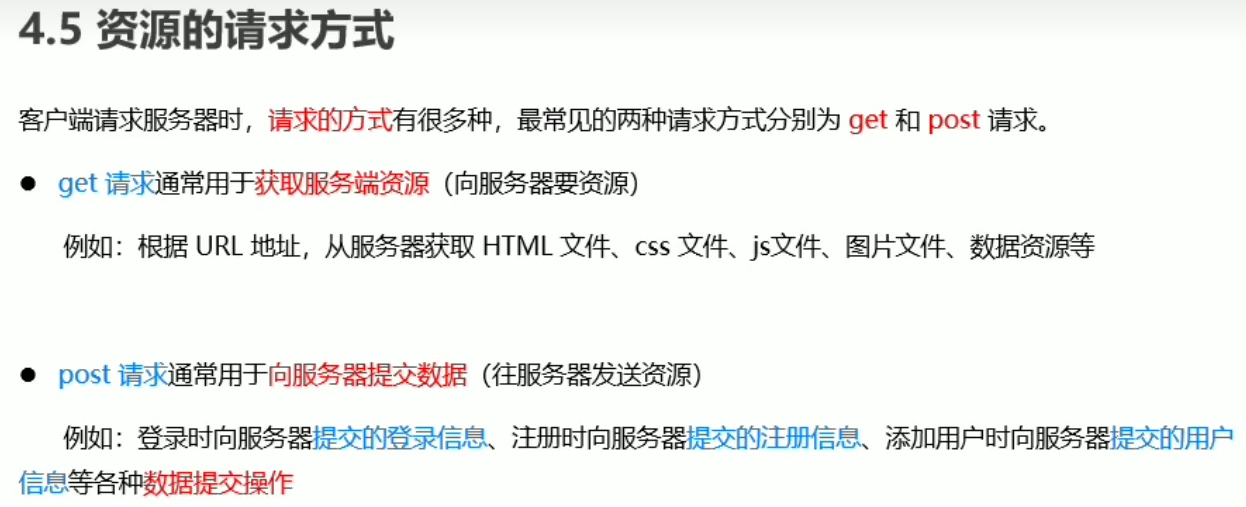 4.5 资源的请求方式
客户端请求服务器时，请求的方式有很多种，最常见的两种请求方式分别为 get 和 post 请求。
● get 请求通常用于获取服务端资源（向服务器要资源）
例如：根据 URL 地址，从服务器获取 HTML 文件、css 文件、js文件、图片文件、数据资源等
● post 请求通常用于向服务器提交数据（往服务器发送资源）
例如：登录时向服务器提交的登录信息、注册时向服务器提交的注册信息、添加用户时向服务器提交的用户
信息等各种数据提交操作